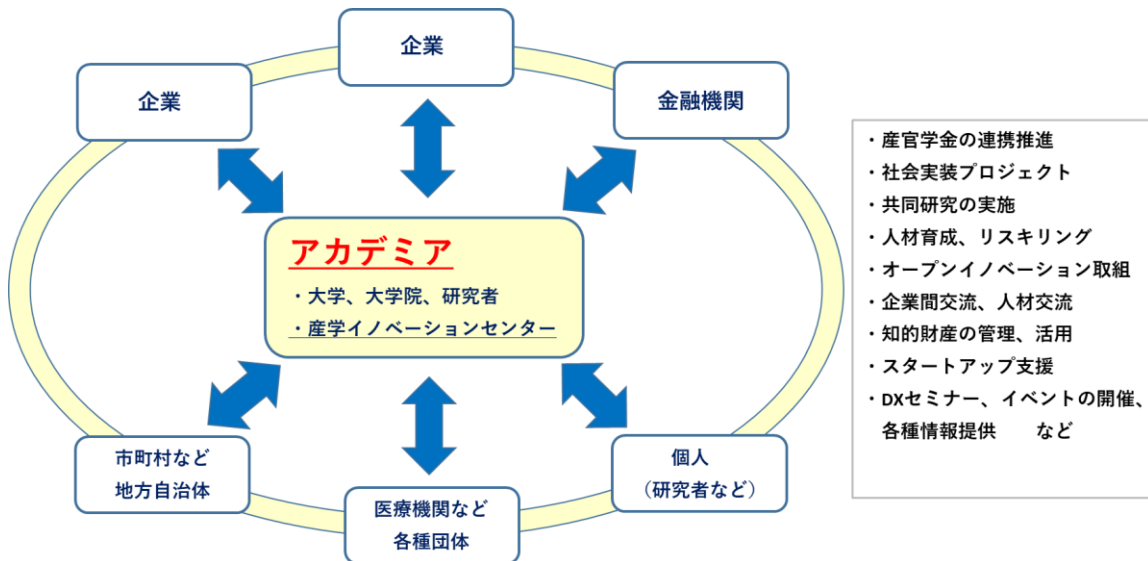 企業
企業
金融機関
アカデミア
・大学、大学院、研究者
・産学イノベーションセンター
市町村など
地方自治体
医療機関など
各種団体
個人
（研究者など）
・産官学金の連携推進
・社会実装プロジェクト
・共同研究の実施
・人材育成、リスキリング
・オープンイノベーション取組
・企業間交流、人材交流
・知的財産の管理、活用
・スタートアップ支援
・DXセミナー、イベントの開催、
各種情報提供　　など